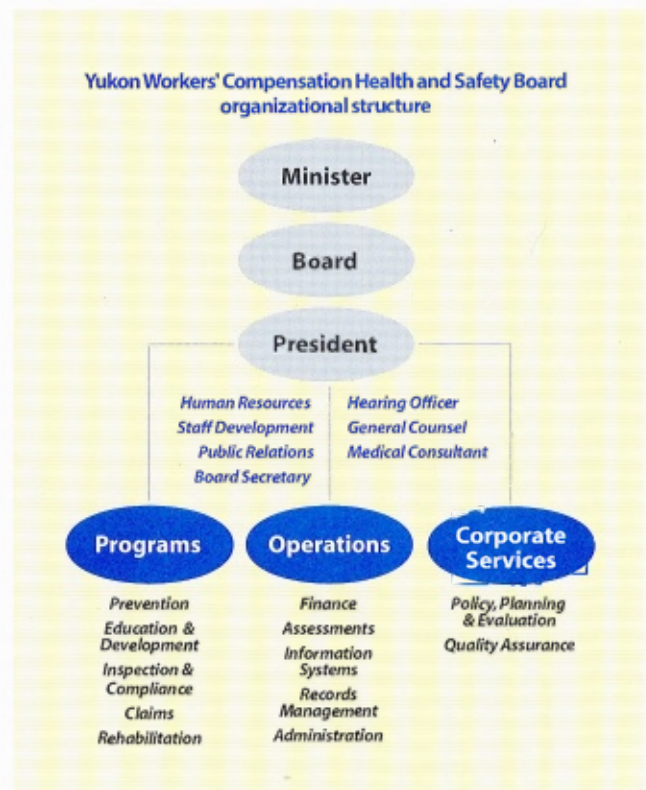 Yukon Workers' Compensation Health and Safety Board
organizational structure
Minister
Board
President
Human Resources
Staff Development
Public Relations
Board Secretary
Hearing Officer
General Counsel
Medical Consultant
Programs
Prevention
Education &
Development
Inspection &
Compliance
Claims
Rehabilitation
Operations
Finance
Assessments
Information
Systems
Records
Management
Administration
Corporate
Services
Policy, Planning
& Evaluation
Quality Assurance